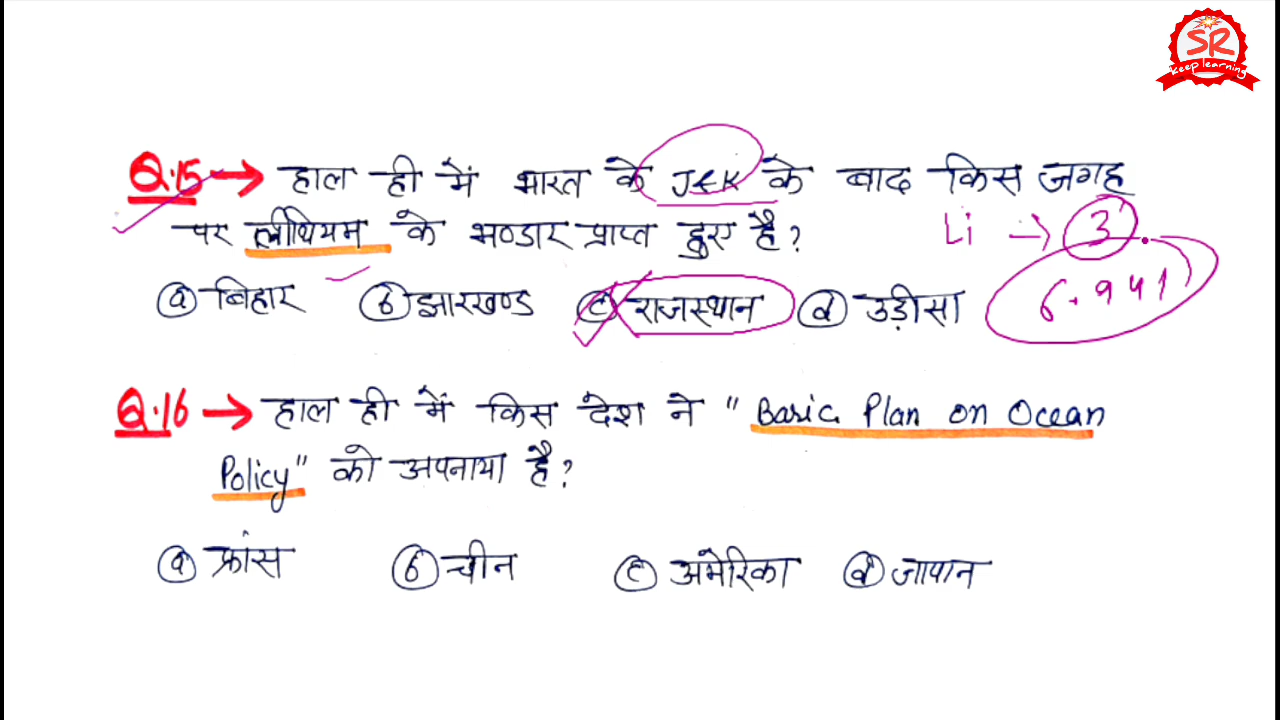 SR
keep learning
Q.15 → हाल ही में भारत के J&K के बाद किस जगह
पर लीथियम के भण्डार प्राप्त हुए है?
Li → 3
6.941
ⓐ बिहार ⓑ झारखण्ड ⓒ राजस्थान ⓓ उड़ीसा
Q.16 → हाल ही में किस देश ने "Basic Plan on Ocean
Policy" को अपनाया है?
ⓐ फ्रांस ⓑ चीन ⓒ अमेरिका ⓓ जापान